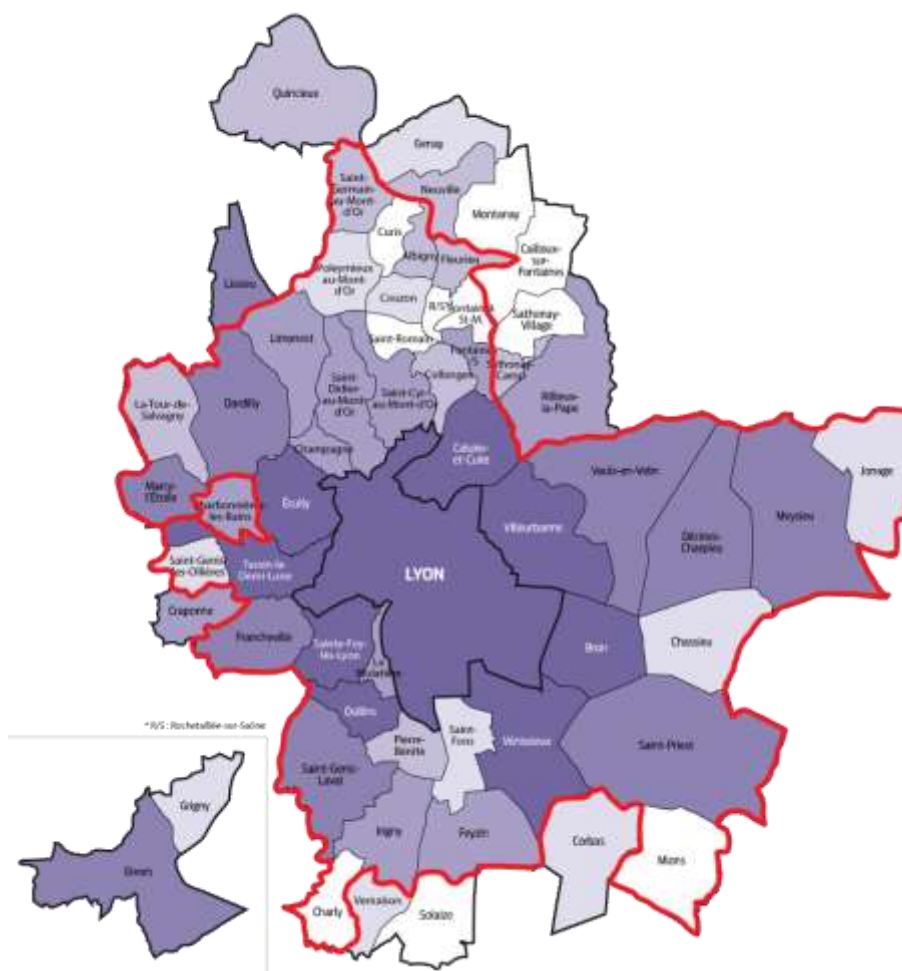 Quincieux
Genay
Saint-
Germain-
au-Mont-
d'Or
Neuville
Montanay
Curis
Cailloux-
sur-
Fontaines
Albigny
Fleurieu
Poleymieux
au-Mont-
d'Or
Lissieu
Couzon
R/S*
Fontaines
St-M.
Sathonay-
Village
Saint-Romain
Limonest
Fontaines
/S
Sathonay-
Camp
Collonges
Saint-
Didier-
au-Mont-
d'Or
Saint-Cyr-
au-Mont-d'Or
Rillieux-
la-Pape
La-Tour-de-
Salvagny
Dardilly
Champagne
Caluire-
et-Cuire
Vaulx-en-Velin
Jonage
Marcy-
l'Étoile
Charbonnières-
les-Bains
Écully
Meyzieu
Villeurbanne
Décines-
Charpieu
Saint-Genis
-les-Ollières
Tassin-la-
Demi-Lune
LYON
Craponne
Francheville
Sainte-Foy-
lès-Lyon
La
Mulatière
Bron
Chassieu
Oullins
* R/S : Rochetaillée-sur-Saône
Pierre-
Bénite
Saint-
Fons
Vénissieux
Saint-Priest
Saint-Genis-
Laval
Grigny
Irigny
Feyzin
Corbas
Mions
Givors
Charly
Vernaison
Solaize